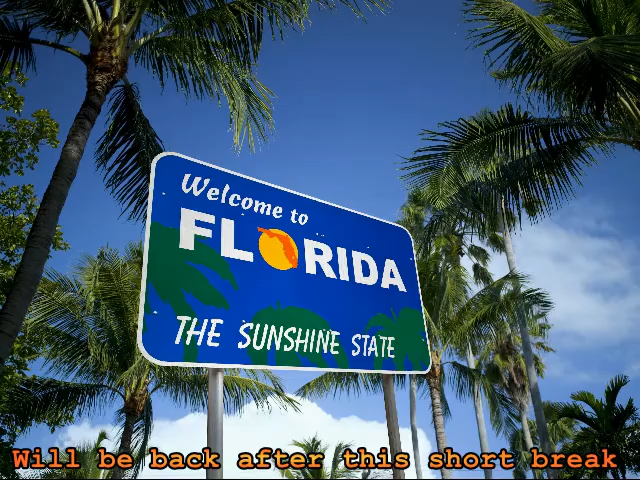 Welcome to
FLORIDA
THE SUNSHINE STATE
Will be back after this short break